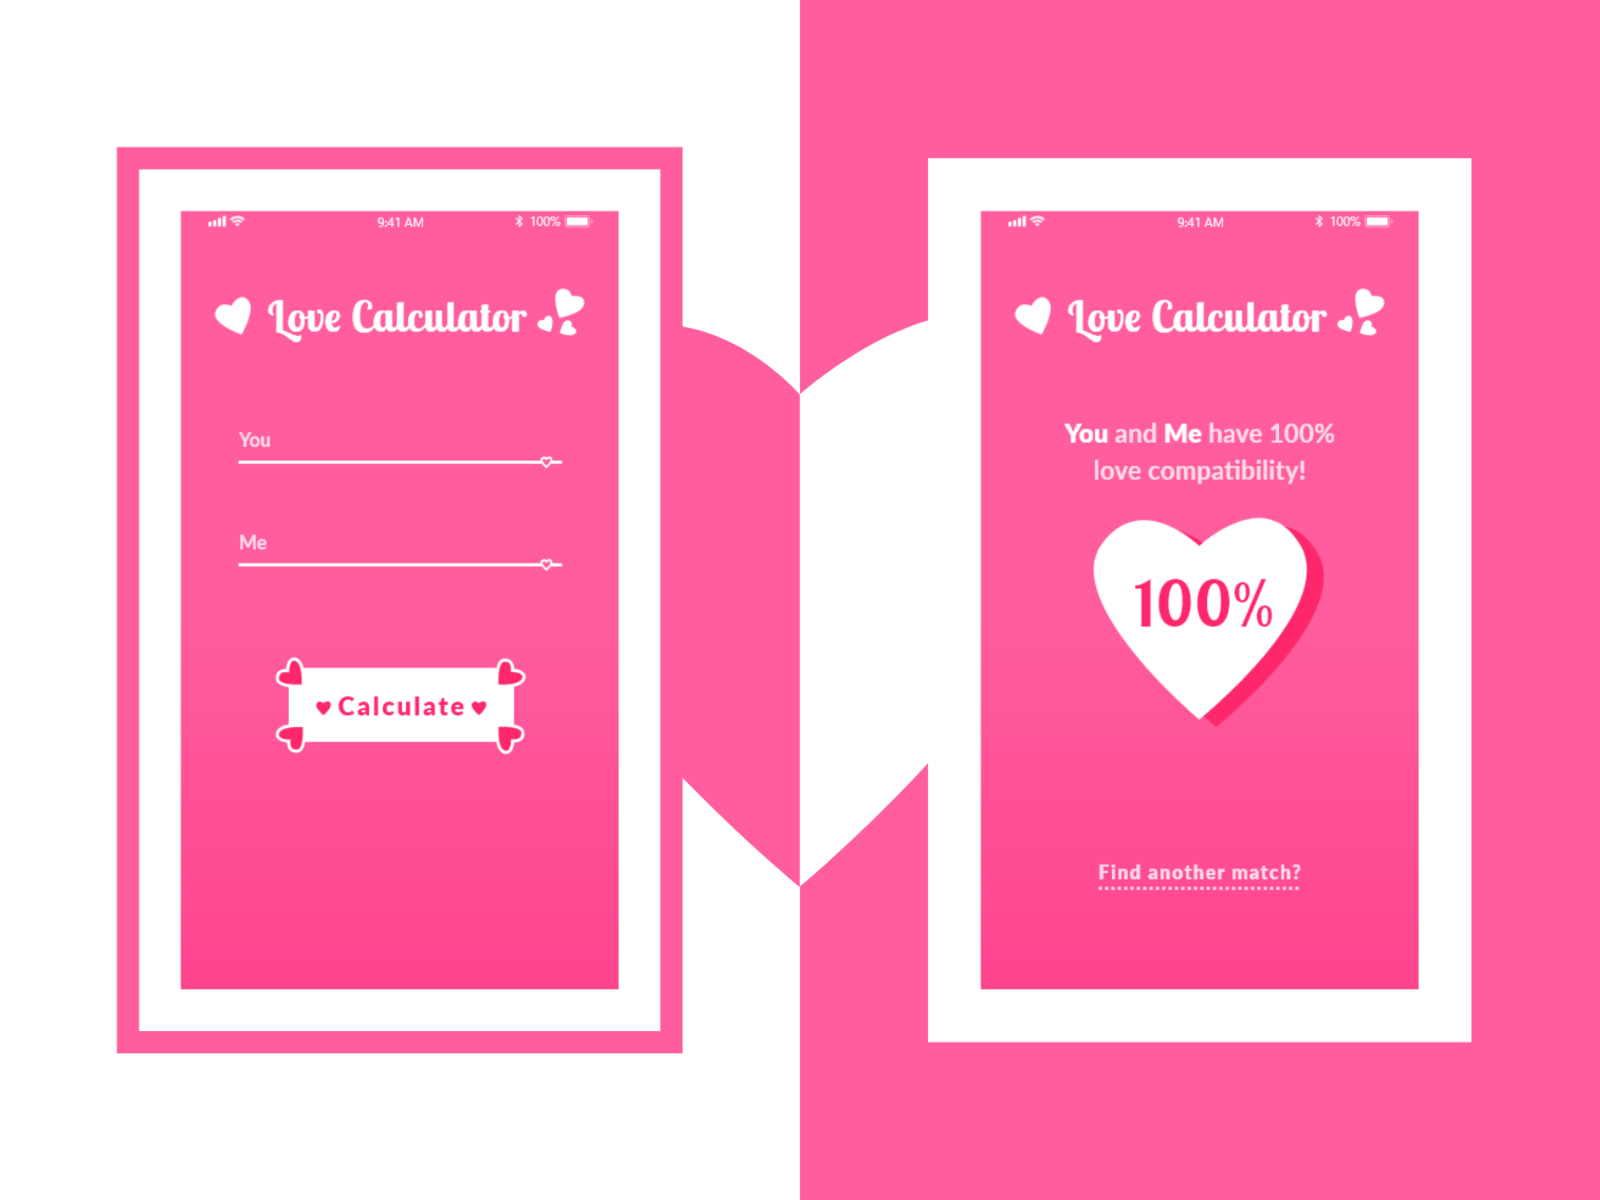 9:41 AM
100%
Love Calculator
You
Me
Calculate
9:41 AM
100%
Love Calculator
You and Me have 100%
love compatibility!
100%
Find another match?